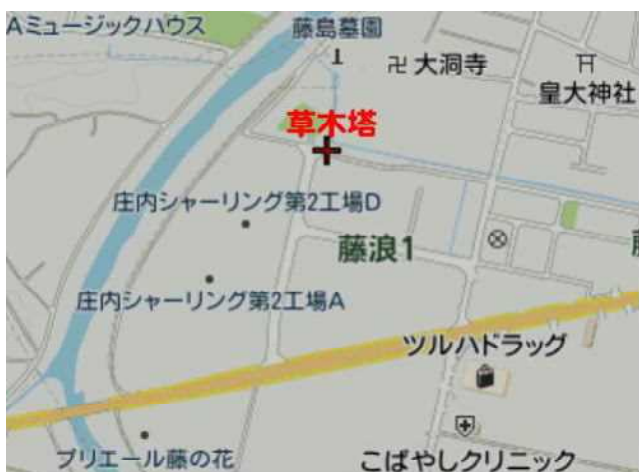 Aミュージックハウス
藤島墓園
卍 大洞寺
皇大神社
草木塔
庄内シャーリング第2工場D
藤浪1
庄内シャーリング第2工場A
ツルハドラッグ
プリエール藤の花
こばやしクリニック